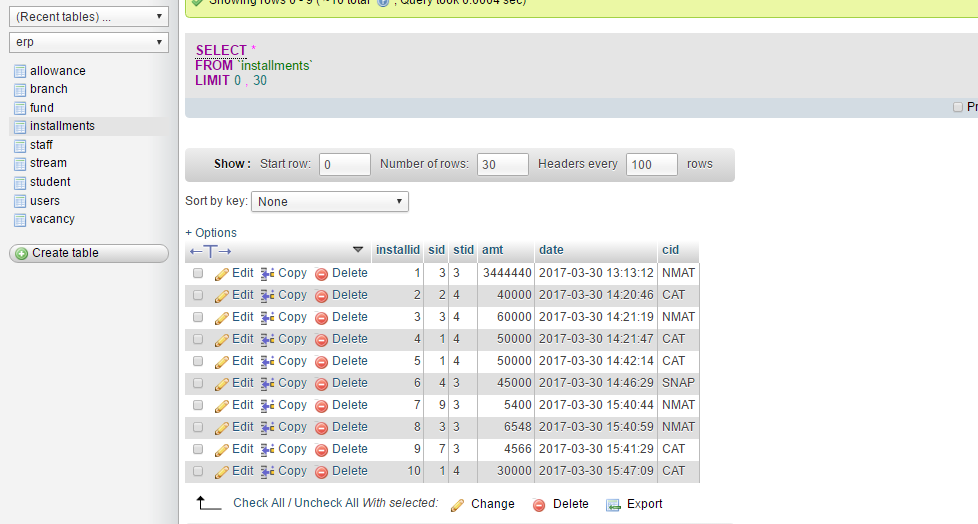 Showing rows 0 - 9 (~10 total , Query took 0.0004 sec)
(Recent tables) ...
erp
allowance
branch
fund
installments
staff
stream
student
users
vacancy
Create table
SELECT *
FROM `installments`
LIMIT 0 , 30
Show : Start row: 0 Number of rows: 30 Headers every 100 rows
Sort by key: None
+ Options
←T→ installid sid stid amt date cid
Edit Copy Delete 1 3 3 3444440 2017-03-30 13:13:12 NMAT
Edit Copy Delete 2 2 4 40000 2017-03-30 14:20:46 CAT
Edit Copy Delete 3 3 4 60000 2017-03-30 14:21:19 NMAT
Edit Copy Delete 4 1 4 50000 2017-03-30 14:21:47 CAT
Edit Copy Delete 5 1 4 50000 2017-03-30 14:42:14 CAT
Edit Copy Delete 6 4 3 45000 2017-03-30 14:46:29 SNAP
Edit Copy Delete 7 9 3 5400 2017-03-30 15:40:44 NMAT
Edit Copy Delete 8 3 3 6548 2017-03-30 15:40:59 NMAT
Edit Copy Delete 9 7 3 4566 2017-03-30 15:41:29 CAT
Edit Copy Delete 10 1 4 30000 2017-03-30 15:47:09 CAT
Check All / Uncheck All With selected: Change Delete Export